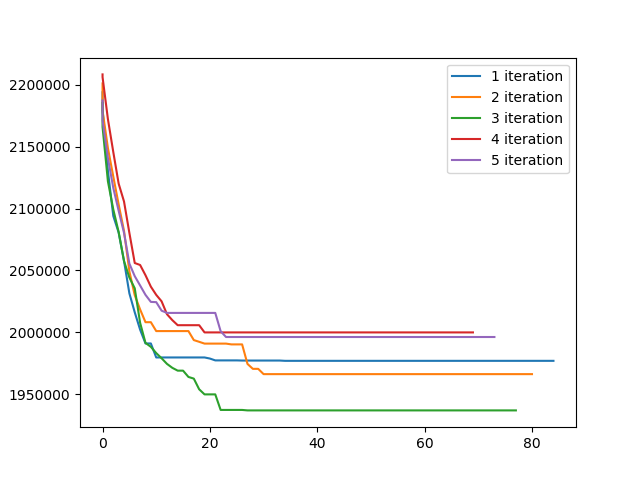 2200000
2150000
2100000
2050000
2000000
1950000
0 20 40 60 80
1 iteration
2 iteration
3 iteration
4 iteration
5 iteration